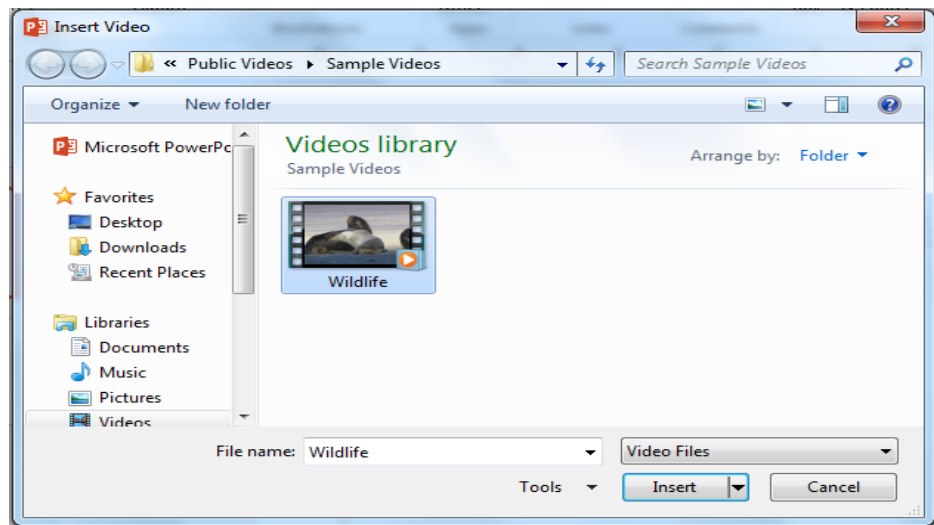 Insert Video
« Public Videos ▸ Sample Videos
Search Sample Videos
Organize
New folder
Microsoft PowerPc
Videos library
Sample Videos
Arrange by: Folder
Favorites
Desktop
Downloads
Recent Places
Wildlife
Libraries
Documents
Music
Pictures
Videos
File name: Wildlife
Video Files
Tools
Insert
Cancel